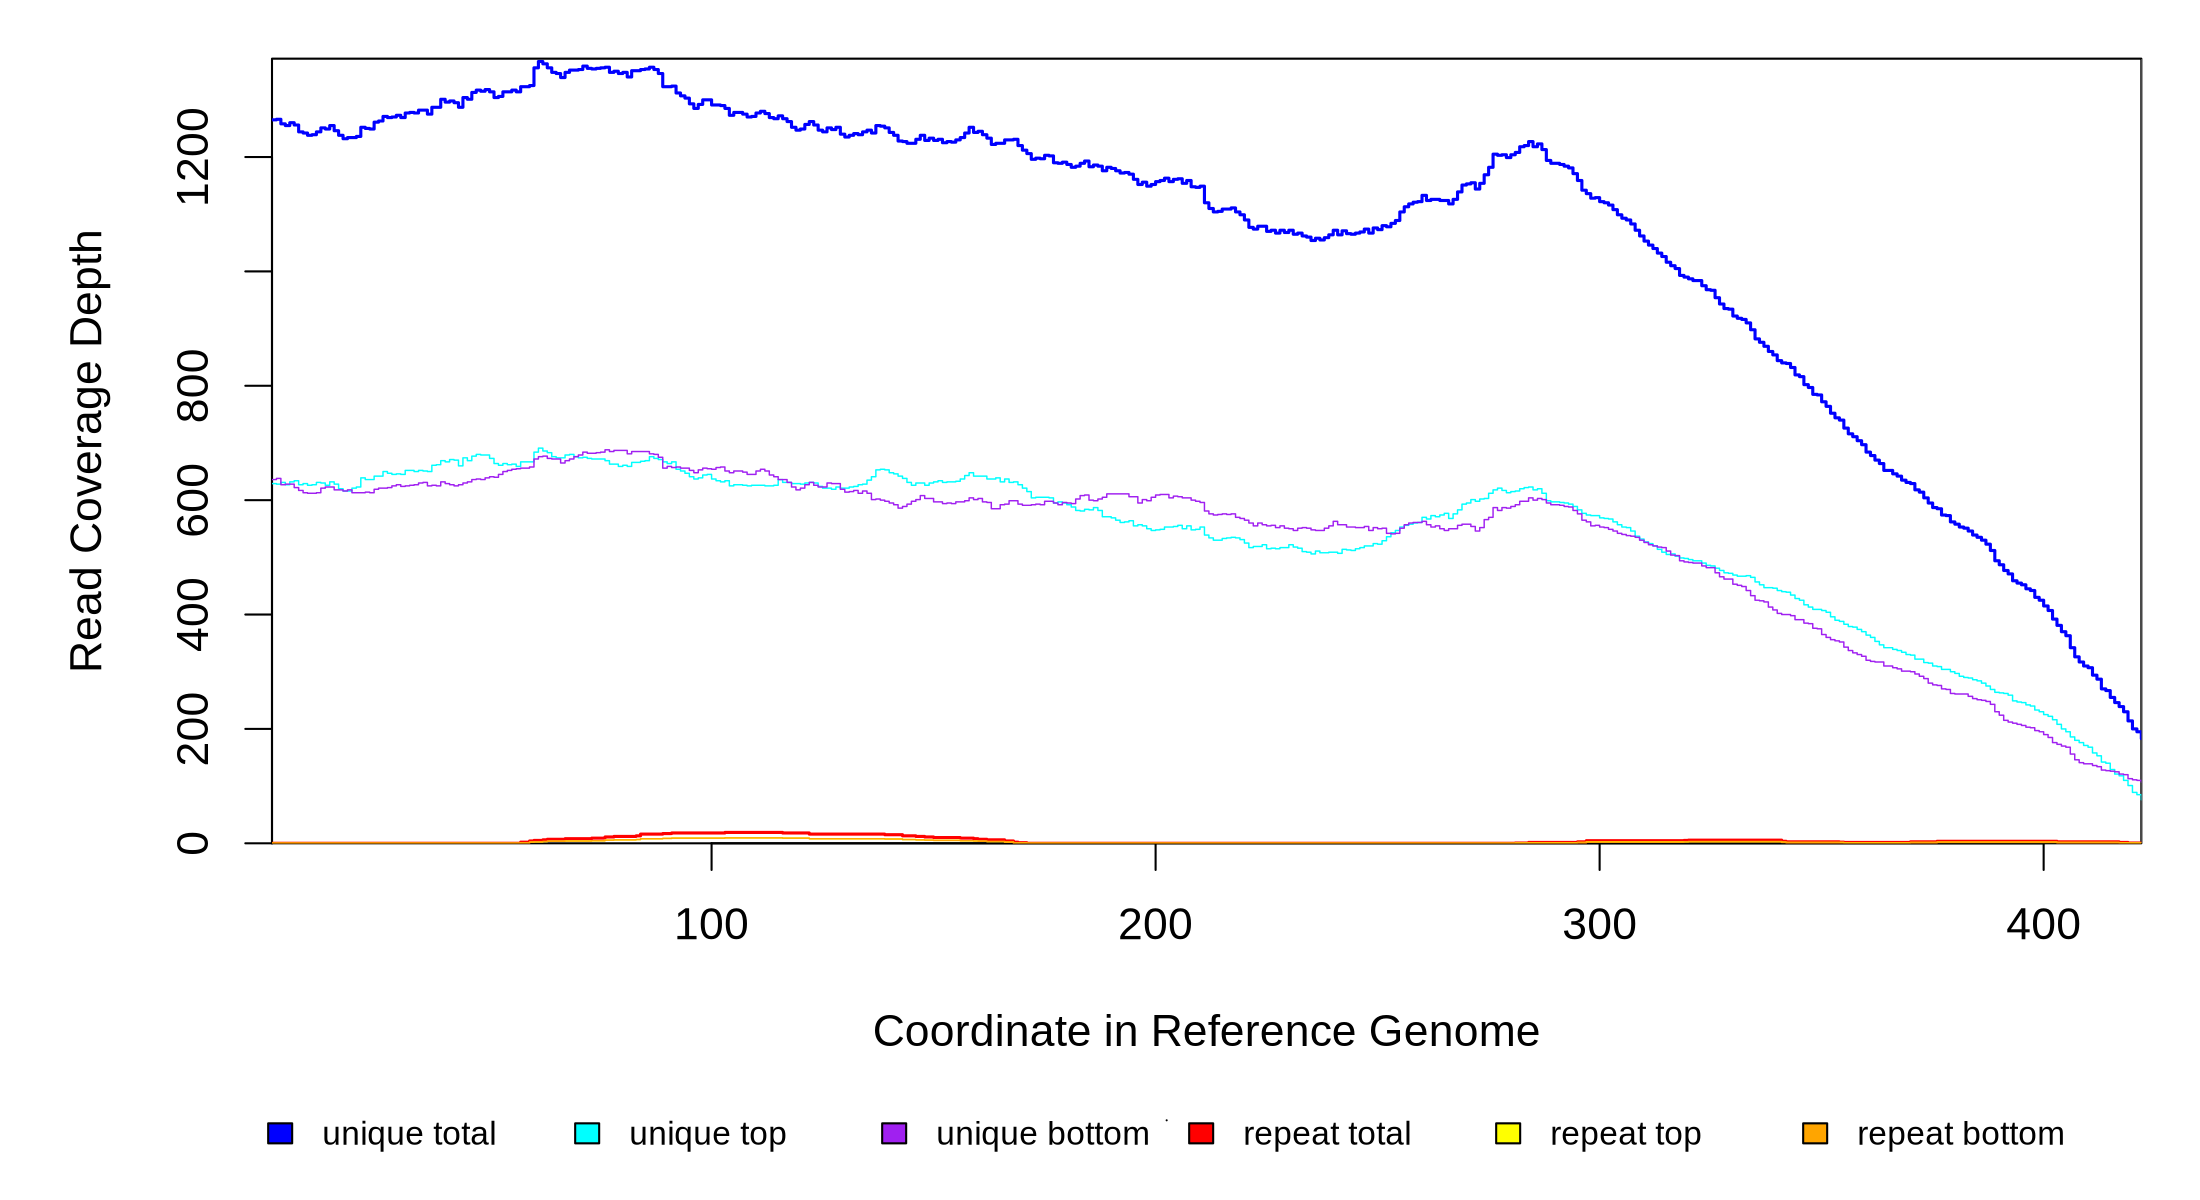 Read Coverage Depth
1200
800
600
400
200
0
100 200 300 400
Coordinate in Reference Genome
unique total unique top unique bottom repeat total repeat top repeat bottom